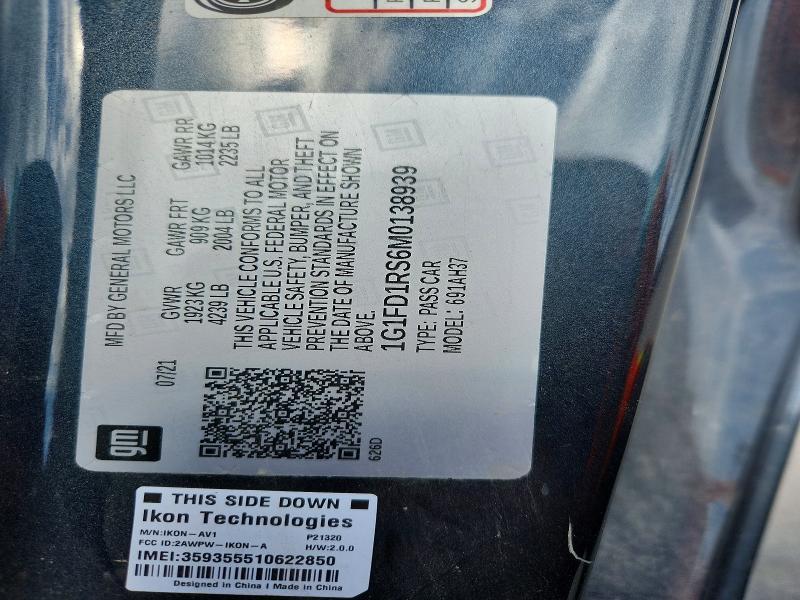 gm
MFD BY GENERAL MOTORS LLC
07/21
GVWR GAWR FRT GAWR RR
1923 KG 909 KG 1014 KG
4239 LB 2004 LB 2235 LB
THIS VEHICLE CONFORMS TO ALL
APPLICABLE U.S. FEDERAL MOTOR
VEHICLE SAFETY, BUMPER, AND THEFT
PREVENTION STANDARDS IN EFFECT ON
THE DATE OF MANUFACTURE SHOWN
ABOVE.
1G1FD1RS6M0138939
TYPE: PASS CAR
MODEL: 691AH37
626D
THIS SIDE DOWN
Ikon Technologies
M/N:IKON-AV1 P21320
FCC ID:2AWPW-IKON-A H/W:2.0.0
IMEI:359355510622850
Designed in China | Made in China